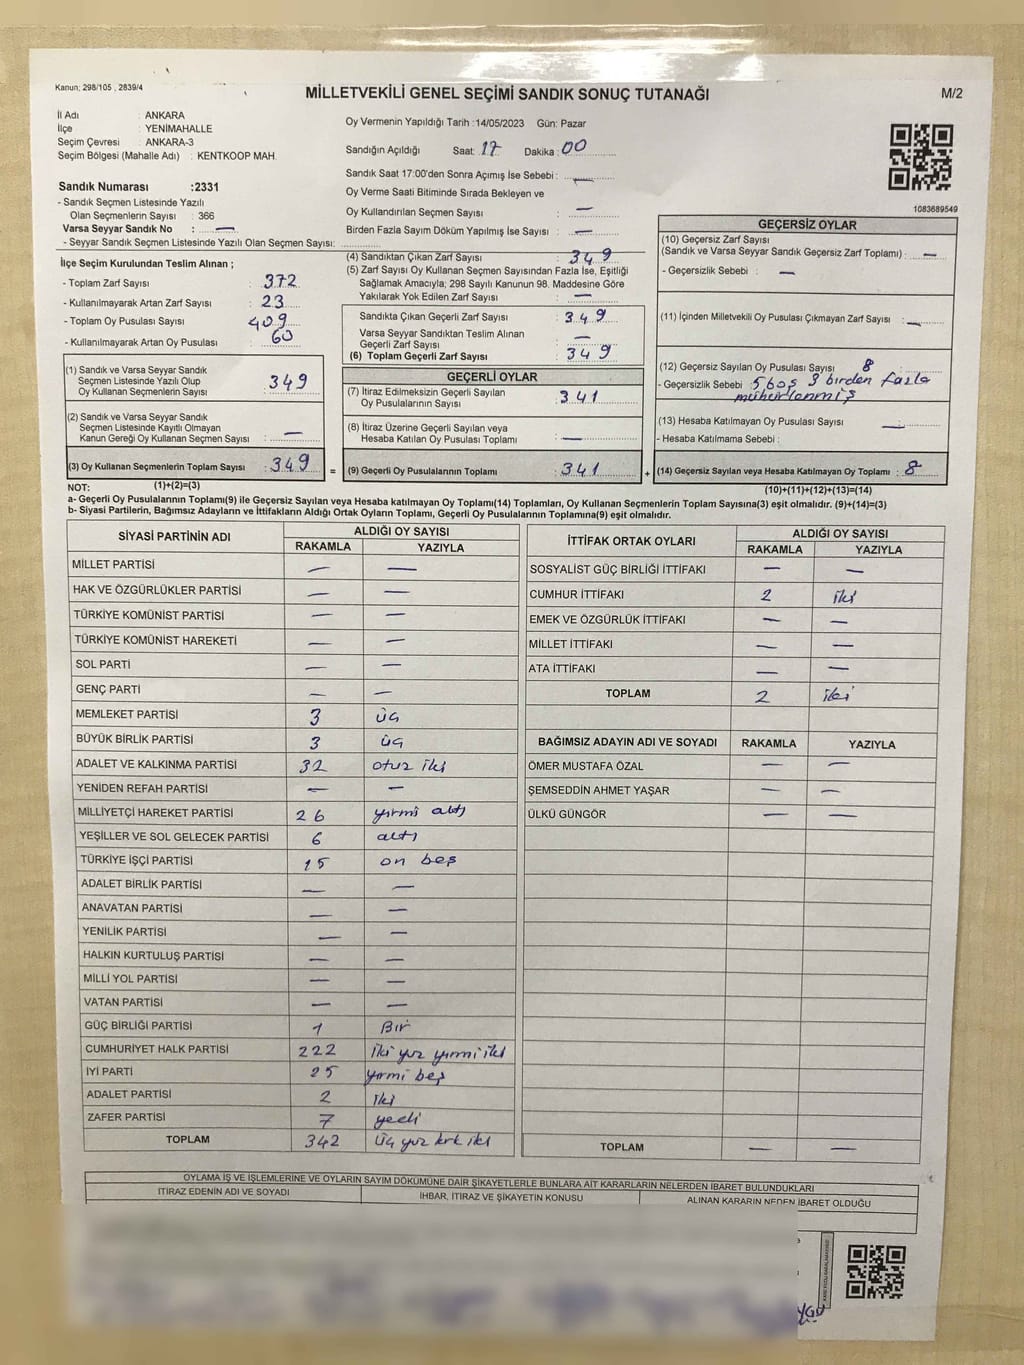 Kanun; 298/105 , 2839/4
MİLLETVEKİLİ GENEL SEÇİMİ SANDIK SONUÇ TUTANAĞI
M/2
İl Adı : ANKARA
İlçe : YENİMAHALLE
Seçim Çevresi : ANKARA-3
Seçim Bölgesi (Mahalle Adı) : KENTKOOP MAH.
Sandık Numarası :2331
- Sandık Seçmen Listesinde Yazılı
Olan Seçmenlerin Sayısı : 366
Varsa Seyyar Sandık No : —
- Seyyar Sandık Seçmen Listesinde Yazılı Olan Seçmen Sayısı:
Oy Vermenin Yapıldığı Tarih :14/05/2023 Gün: Pazar
Sandığın Açıldığı Saat: 17 Dakika : 00
Sandık Saat 17:00'den Sonra Açımış İse Sebebi : —
Oy Verme Saati Bitiminde Sırada Bekleyen ve
Oy Kullandırılan Seçmen Sayısı : —
Birden Fazla Sayım Döküm Yapılmış İse Sayısı : —
1083689549
İlçe Seçim Kurulundan Teslim Alınan ;
- Toplam Zarf Sayısı : 372
- Kullanılmayarak Artan Zarf Sayısı : 23
- Toplam Oy Pusulası Sayısı : 409
- Kullanılmayarak Artan Oy Pusulası : 60
(1) Sandık ve Varsa Seyyar Sandık
Seçmen Listesinde Yazılı Olup
Oy Kullanan Seçmenlerin Sayısı : 349
(2) Sandık ve Varsa Seyyar Sandık
Seçmen Listesinde Kayıtlı Olmayan
Kanun Gereği Oy Kullanan Seçmen Sayısı : —
(3) Oy Kullanan Seçmenlerin Toplam Sayısı : 349
(4) Sandıktan Çıkan Zarf Sayısı : 349
(5) Zarf Sayısı Oy Kullanan Seçmen Sayısından Fazla İse, Eşitliği
Sağlamak Amacıyla; 298 Sayılı Kanunun 98. Maddesine Göre
Yakılarak Yok Edilen Zarf Sayısı : —
Sandıkta Çıkan Geçerli Zarf Sayısı : 349
Varsa Seyyar Sandıktan Teslim Alınan
Geçerli Zarf Sayısı : —
(6) Toplam Geçerli Zarf Sayısı : 349
GEÇERLİ OYLAR
(7) İtiraz Edilmeksizin Geçerli Sayılan
Oy Pusulalarının Sayısı : 341
(8) İtiraz Üzerine Geçerli Sayılan veya
Hesaba Katılan Oy Pusulası Toplamı : —
= (9) Geçerli Oy Pusulalarının Toplamı : 341
GEÇERSİZ OYLAR
(10) Geçersiz Zarf Sayısı
(Sandık ve Varsa Seyyar Sandık Geçersiz Zarf Toplamı) : —
- Geçersizlik Sebebi : —
(11) İçinden Milletvekili Oy Pusulası Çıkmayan Zarf Sayısı : —
(12) Geçersiz Sayılan Oy Pusulası Sayısı : 8
- Geçersizlik Sebebi : 5 boş 3 birden fazla
mühürlenmiş
(13) Hesaba Katılmayan Oy Pusulası Sayısı : —
- Hesaba Katılmama Sebebi :
+ (14) Geçersiz Sayılan veya Hesaba Katılmayan Oy Toplamı : 8
NOT: (1)+(2)=(3) (10)+(11)+(12)+(13)=(14)
a- Geçerli Oy Pusulalarının Toplamı(9) ile Geçersiz Sayılan veya Hesaba katılmayan Oy Toplamı(14) Toplamları, Oy Kullanan Seçmenlerin Toplam Sayısına(3) eşit olmalıdır. (9)+(14)=(3)
b- Siyasi Partilerin, Bağımsız Adayların ve İttifakların Aldığı Ortak Oyların Toplamı, Geçerli Oy Pusulalarının Toplamına(9) eşit olmalıdır.
SİYASİ PARTİNİN ADI ALDIĞI OY SAYISI
RAKAMLA YAZIYLA
MİLLET PARTİSİ — —
HAK VE ÖZGÜRLÜKLER PARTİSİ — —
TÜRKİYE KOMÜNİST PARTİSİ — —
TÜRKİYE KOMÜNİST HAREKETİ — —
SOL PARTİ — —
GENÇ PARTİ — —
MEMLEKET PARTİSİ 3 üç
BÜYÜK BİRLİK PARTİSİ 3 üç
ADALET VE KALKINMA PARTİSİ 32 otuz iki
YENİDEN REFAH PARTİSİ — —
MİLLİYETÇİ HAREKET PARTİSİ 26 yirmi altı
YEŞİLLER VE SOL GELECEK PARTİSİ 6 altı
TÜRKİYE İŞÇİ PARTİSİ 15 on beş
ADALET BİRLİK PARTİSİ — —
ANAVATAN PARTİSİ — —
YENİLİK PARTİSİ — —
HALKIN KURTULUŞ PARTİSİ — —
MİLLİ YOL PARTİSİ — —
VATAN PARTİSİ — —
GÜÇ BİRLİĞİ PARTİSİ 1 Bir
CUMHURİYET HALK PARTİSİ 222 iki yuz yırmi iki
İYİ PARTİ 25 yırmi beş
ADALET PARTİSİ 2 iki
ZAFER PARTİSİ 7 yedi
TOPLAM 342 üç yuz kırk iki
İTTİFAK ORTAK OYLARI ALDIĞI OY SAYISI
RAKAMLA YAZIYLA
SOSYALİST GÜÇ BİRLİĞİ İTTİFAKI — —
CUMHUR İTTİFAKI 2 iki
EMEK VE ÖZGÜRLÜK İTTİFAKI — —
MİLLET İTTİFAKI — —
ATA İTTİFAKI — —
TOPLAM 2 iki
BAĞIMSIZ ADAYIN ADI VE SOYADI RAKAMLA YAZIYLA
ÖMER MUSTAFA ÖZAL — —
ŞEMSEDDİN AHMET YAŞAR — —
ÜLKÜ GÜNGÖR — —
TOPLAM — —
OYLAMA İŞ VE İŞLEMLERİNE VE OYLARIN SAYIM DÖKÜMÜNE DAİR ŞİKAYETLERLE BUNLARA AİT KARARLARIN NELERDEN İBARET BULUNDUKLARI
İTİRAZ EDENİN ADI VE SOYADI İHBAR, İTİRAZ VE ŞİKAYETİN KONUSU ALINAN KARARIN NEDEN İBARET OLDUĞU